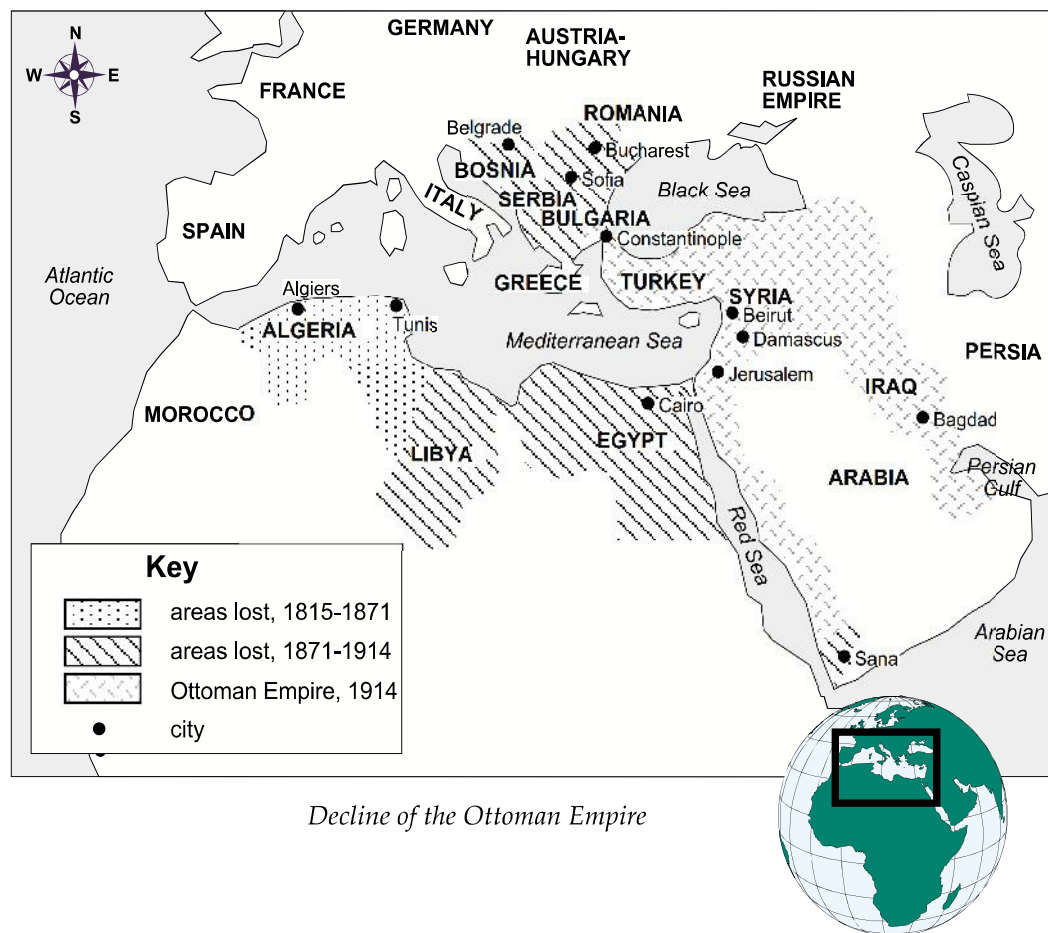 N
W
E
S
GERMANY
AUSTRIA-
HUNGARY
FRANCE
RUSSIAN
EMPIRE
ROMANIA
Belgrade
Bucharest
BOSNIA
Sofia
Black Sea
Caspian Sea
SERBIA
ITALY
BULGARIA
SPAIN
Constantinople
Atlantic
Ocean
GREECE
TURKEY
Algiers
SYRIA
Beirut
ALGERIA
Tunis
Mediterranean Sea
Damascus
PERSIA
Jerusalem
IRAQ
MOROCCO
Cairo
Bagdad
EGYPT
LIBYA
ARABIA
Persian
Gulf
Red Sea
Key
areas lost, 1815-1871
areas lost, 1871-1914
Ottoman Empire, 1914
city
Arabian
Sea
Sana
Decline of the Ottoman Empire